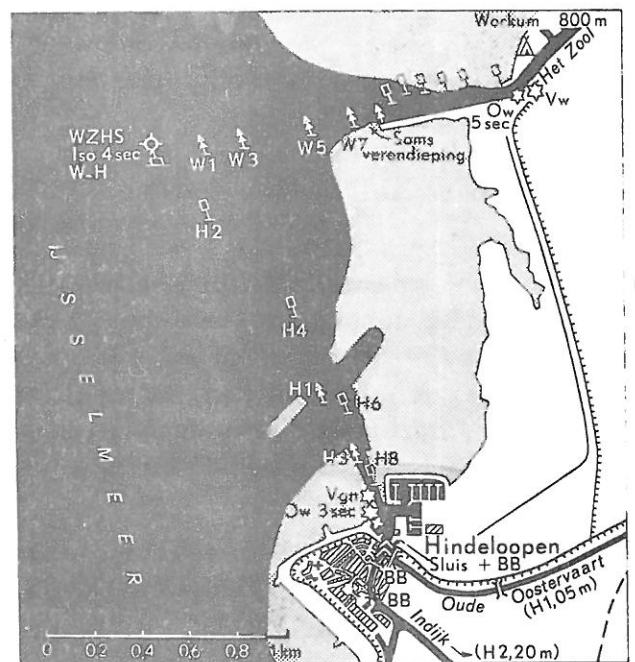 Workum 800 m
Het Zool
Ow
5 sec
Vw
WZHS
Iso 4 sec
W-H
W1
W3
W5
W7
Soms
verendieping
H2
IJSSELMEER
H4
H1
H6
H3
H8
Vgn
Ow 3 sec
Hindeloopen
Sluis + BB
BB
BB
Oude
Oostervaart
(H1,05 m)
Indijk
(H2,20 m)
0 0,2 0,4 0,6 0,8 1 km